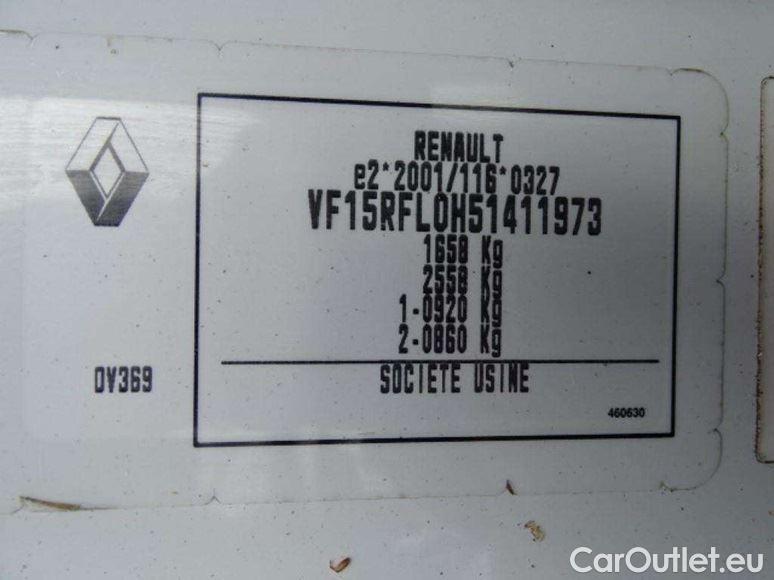 RENAULT
e2*2001/116*0327
VF15RFL0H51411973
1658 Kg
2558 Kg
1-0920 Kg
2-0860 Kg
DV369
SOCIETE USINE
460630
CarOutlet.eu